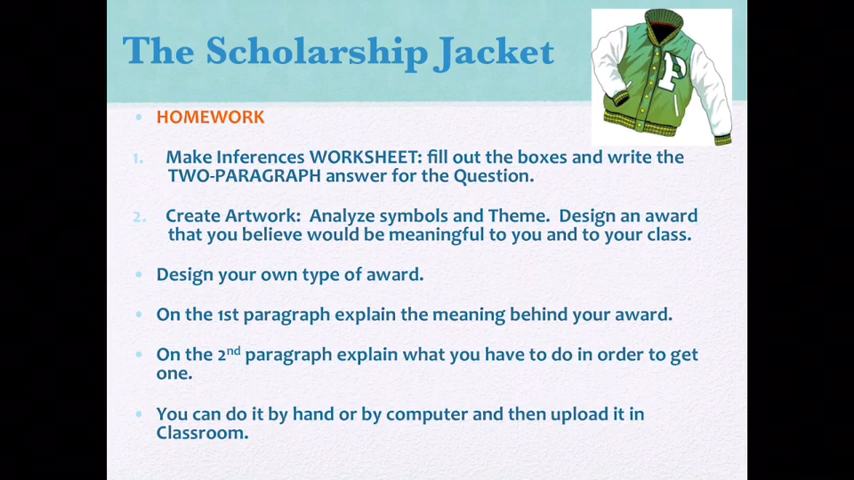 The Scholarship Jacket
P
• HOMEWORK
1. Make Inferences WORKSHEET: fill out the boxes and write the
TWO-PARAGRAPH answer for the Question.
2. Create Artwork: Analyze symbols and Theme. Design an award
that you believe would be meaningful to you and to your class.
• Design your own type of award.
• On the 1st paragraph explain the meaning behind your award.
• On the 2nd paragraph explain what you have to do in order to get
one.
• You can do it by hand or by computer and then upload it in
Classroom.